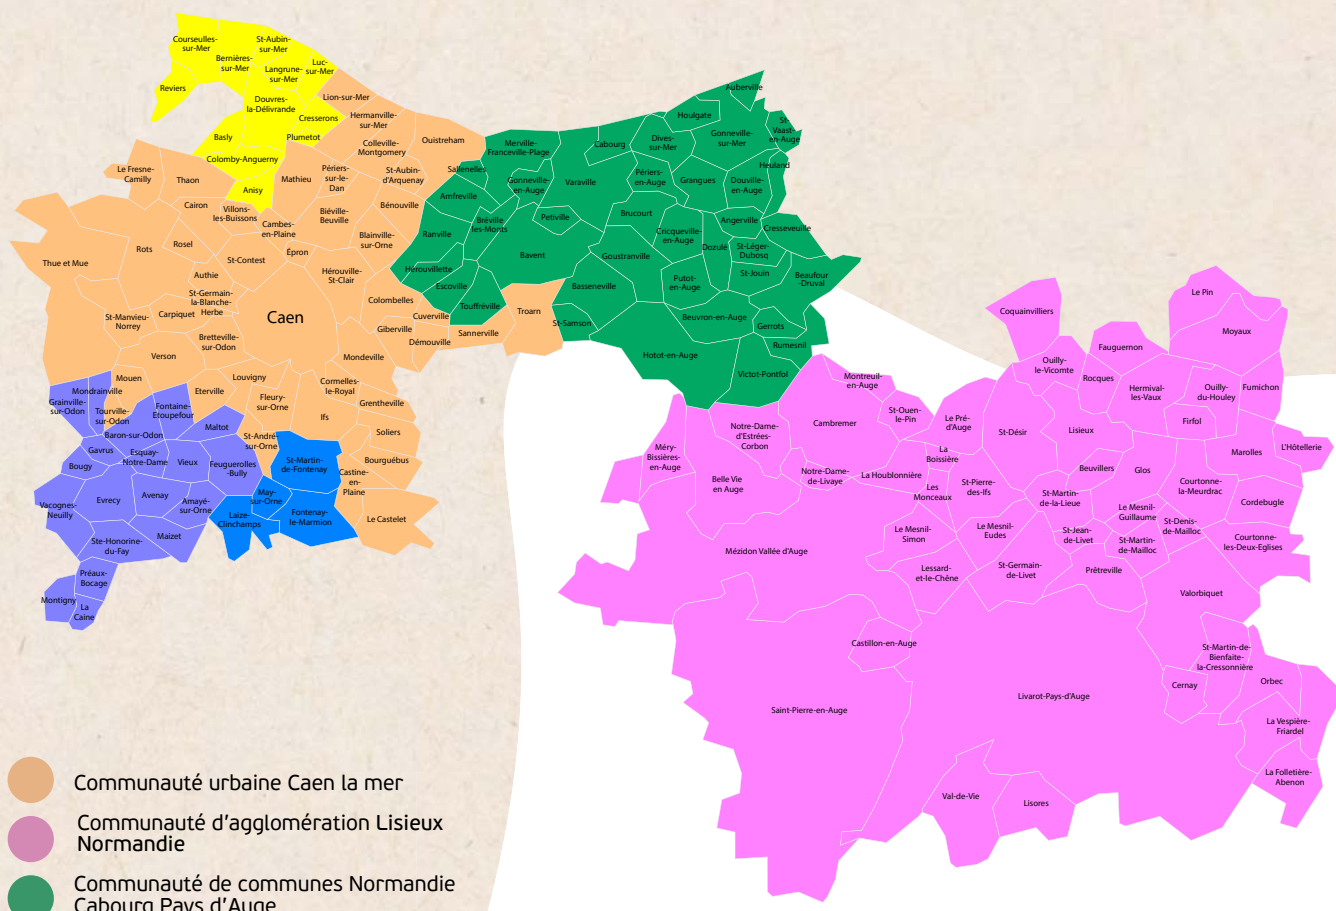 Courseulles-
sur-Mer
Bernières-
sur-Mer
St-Aubin-
sur-Mer
Langrune-
sur-Mer
Luc-
sur-Mer
Reviers
Douvres-
la-Délivrande
Cresserons
Basly
Plumetot
Colomby-Anguerny
Anisy
Lion-sur-Mer
Hermanville-
sur-Mer
Colleville-
Montgomery
Ouistreham
Le Fresne-
Camilly
Thaon
Mathieu
Périers-
sur-le-
Dan
St-Aubin-
d'Arquenay
Cairon
Villons-
les-Buissons
Cambes-
en-Plaine
Biéville-
Beuville
Bénouville
Blainville-
sur-Orne
Thue et Mue
Rots
Rosel
St-Contest
Épron
Authie
Hérouville-
St-Clair
St-Germain-
la-Blanche-
Herbe
Carpiquet
St-Manvieu-
Norrey
Caen
Colombelles
Cuverville
Giberville
Démouville
Sannerville
Troarn
Bretteville-
sur-Odon
Verson
Mondeville
Mouen
Louvigny
Eterville
Cormelles-
le-Royal
Fleury-
sur-Orne
Ifs
Grentheville
Soliers
Tourville-
sur-Odon
St-André-
sur-Orne
Bourguébus
Castine-
en-
Plaine
Le Castelet
Mondrainville
Grainville-
sur-Odon
Fontaine-
Etoupefour
Maltot
Baron-sur-Odon
Gavrus
Esquay-
Notre-Dame
Vieux
Feuguerolles
-Bully
Bougy
Evrecy
Avenay
Amayé-
sur-Orne
Vacognes-
Neuilly
Ste-Honorine-
du-Fay
Maizet
Préaux-
Bocage
Montigny
La
Caine
St-Martin-
de-Fontenay
May-
sur-Orne
Laize-
Clinchamps
Fontenay-
le-Marmion
Auberville
Houlgate
St-
Vaast-
en-Auge
Gonneville-
sur-Mer
Dives-
sur-Mer
Cabourg
Merville-
Franceville-Plage
Sallenelles
Heuland
Gonneville-
en-Auge
Varaville
Périers-
en-Auge
Grangues
Douville-
en-Auge
Amfréville
Bréville
les-Monts
Petiville
Brucourt
Angerville
Cresseveuille
Cricqueville-
en-Auge
Ranville
Bavent
Goustranville
Dozulé
St-Léger-
Dubosq
Hérouvillette
Escoville
Basseneville
Putot-
en-Auge
St-Jouin
Beaufour
-Druval
Touffréville
St-Samson
Beuvron-en-Auge
Gerrots
Rumesnil
Hotot-en-Auge
Victot-Pontfol
Le Pin
Coquainvilliers
Moyaux
Fauguernon
Ouilly-
le-Vicomte
Rocques
Hermival-
les-Vaux
Ouilly-
du-Houley
Fumichon
Montreuil-
en-Auge
St-Ouen-
le-Pin
Le Pré-
d'Auge
St-Désir
Lisieux
Firfol
L'Hôtellerie
Marolles
Cambremer
Notre-Dame-
d'Estrées-
Corbon
Méry-
Bissières-
en-Auge
La
Boissière
Beuvillers
Glos
Belle Vie
en Auge
Notre-Dame-
de-Livaye
La Houblonnière
St-Pierre-
des-Ifs
Les
Monceaux
Courtonne-
la-Meurdrac
Cordebugle
St-Martin-
de-la-Lieue
Le Mesnil-
Guillaume
St-Denis-
de-Mailloc
Le Mesnil-
Simon
Le Mesnil-
Eudes
St-Jean-
de-Livet
St-Martin-
de-Mailloc
Courtonne-
les-Deux-Eglises
Mézidon Vallée d'Auge
Lessard-
et-le-Chêne
St-Germain-
de-Livet
Prêtreville
Valorbiquet
Castillon-en-Auge
St-Martin-de-
Bienfaite-
la-Cressonnière
Cernay
Orbec
Saint-Pierre-en-Auge
Livarot-Pays-d'Auge
La Vespière-
Friardel
La Folletière-
Abenon
Val-de-Vie
Lisores
Communauté urbaine Caen la mer
Communauté d'agglomération Lisieux
Normandie
Communauté de communes Normandie
Cabourg Pays d'Auge